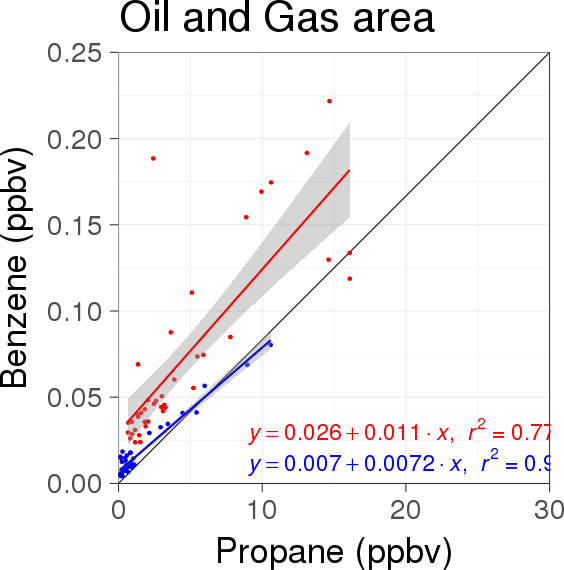 Oil and Gas area
Benzene (ppbv)
0.25
0.20
0.15
0.10
0.05
0.00
y = 0.026 + 0.011 · x, r² = 0.77
y = 0.007 + 0.0072 · x, r² = 0.9
0 10 20 30
Propane (ppbv)